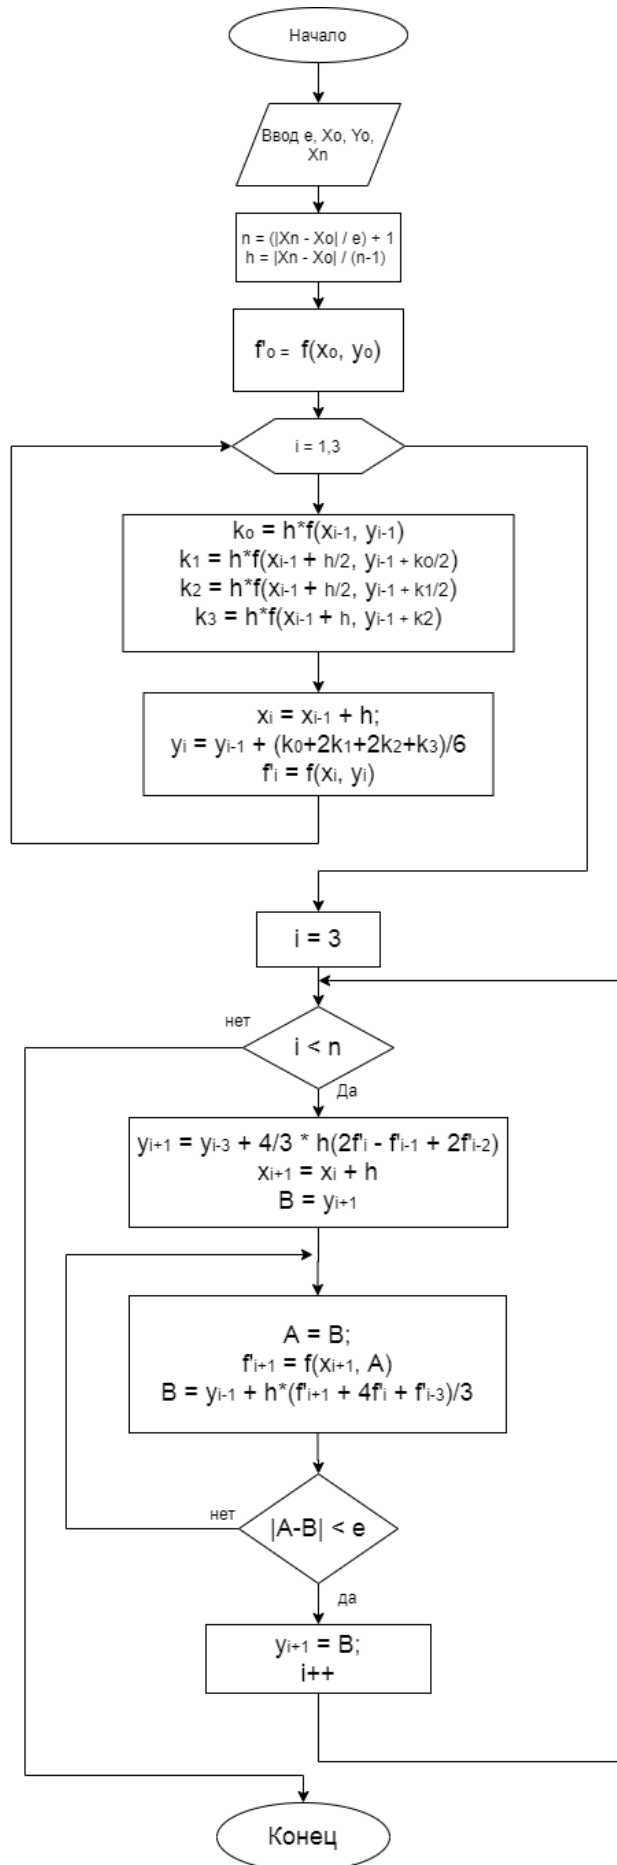 Начало
Ввод e, Xo, Yo,
Xn
n = (|Xn - Xo| / e) + 1
h = |Xn - Xo| / (n-1)
f'o = f(xo, yo)
i = 1,3
ko = h*f(xi-1, yi-1)
k1 = h*f(xi-1 + h/2, yi-1 + ko/2)
k2 = h*f(xi-1 + h/2, yi-1 + k1/2)
k3 = h*f(xi-1 + h, yi-1 + k2)
xi = xi-1 + h;
yi = yi-1 + (ko+2k1+2k2+k3)/6
f'i = f(xi, yi)
i = 3
нет
i < n
Да
yi+1 = yi-3 + 4/3 * h(2f'i - f'i-1 + 2f'i-2)
xi+1 = xi + h
B = yi+1
A = B;
f'i+1 = f(xi+1, A)
B = yi-1 + h*(f'i+1 + 4f'i + f'i-3)/3
нет
|A-B| < e
да
yi+1 = B;
i++
Конец